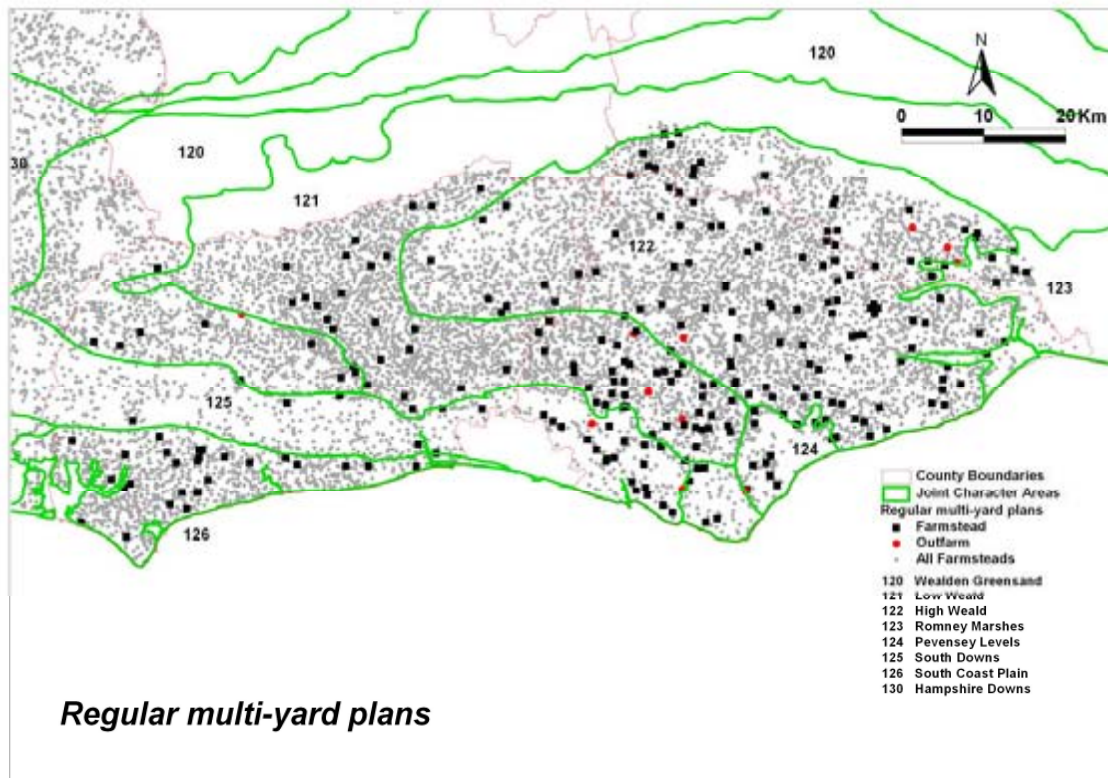 120
N
0 10 20 Km
120
30
121
122
123
125
124
126
County Boundaries
Joint Character Areas
Regular multi-yard plans
Farmstead
Outfarm
All Farmsteads
120 Wealden Greensand
121 Low Weald
122 High Weald
123 Romney Marshes
124 Pevensey Levels
125 South Downs
126 South Coast Plain
130 Hampshire Downs
Regular multi-yard plans